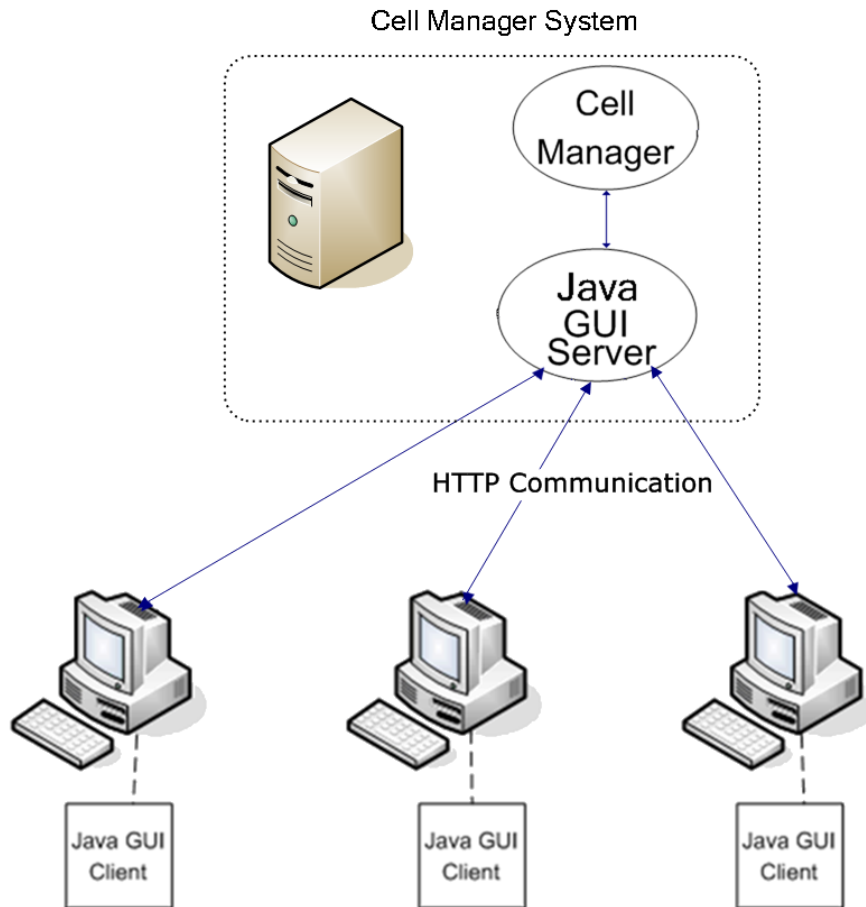 Cell Manager System
Cell
Manager
Java
GUI
Server
HTTP Communication
Java GUI
Client
Java GUI
Client
Java GUI
Client